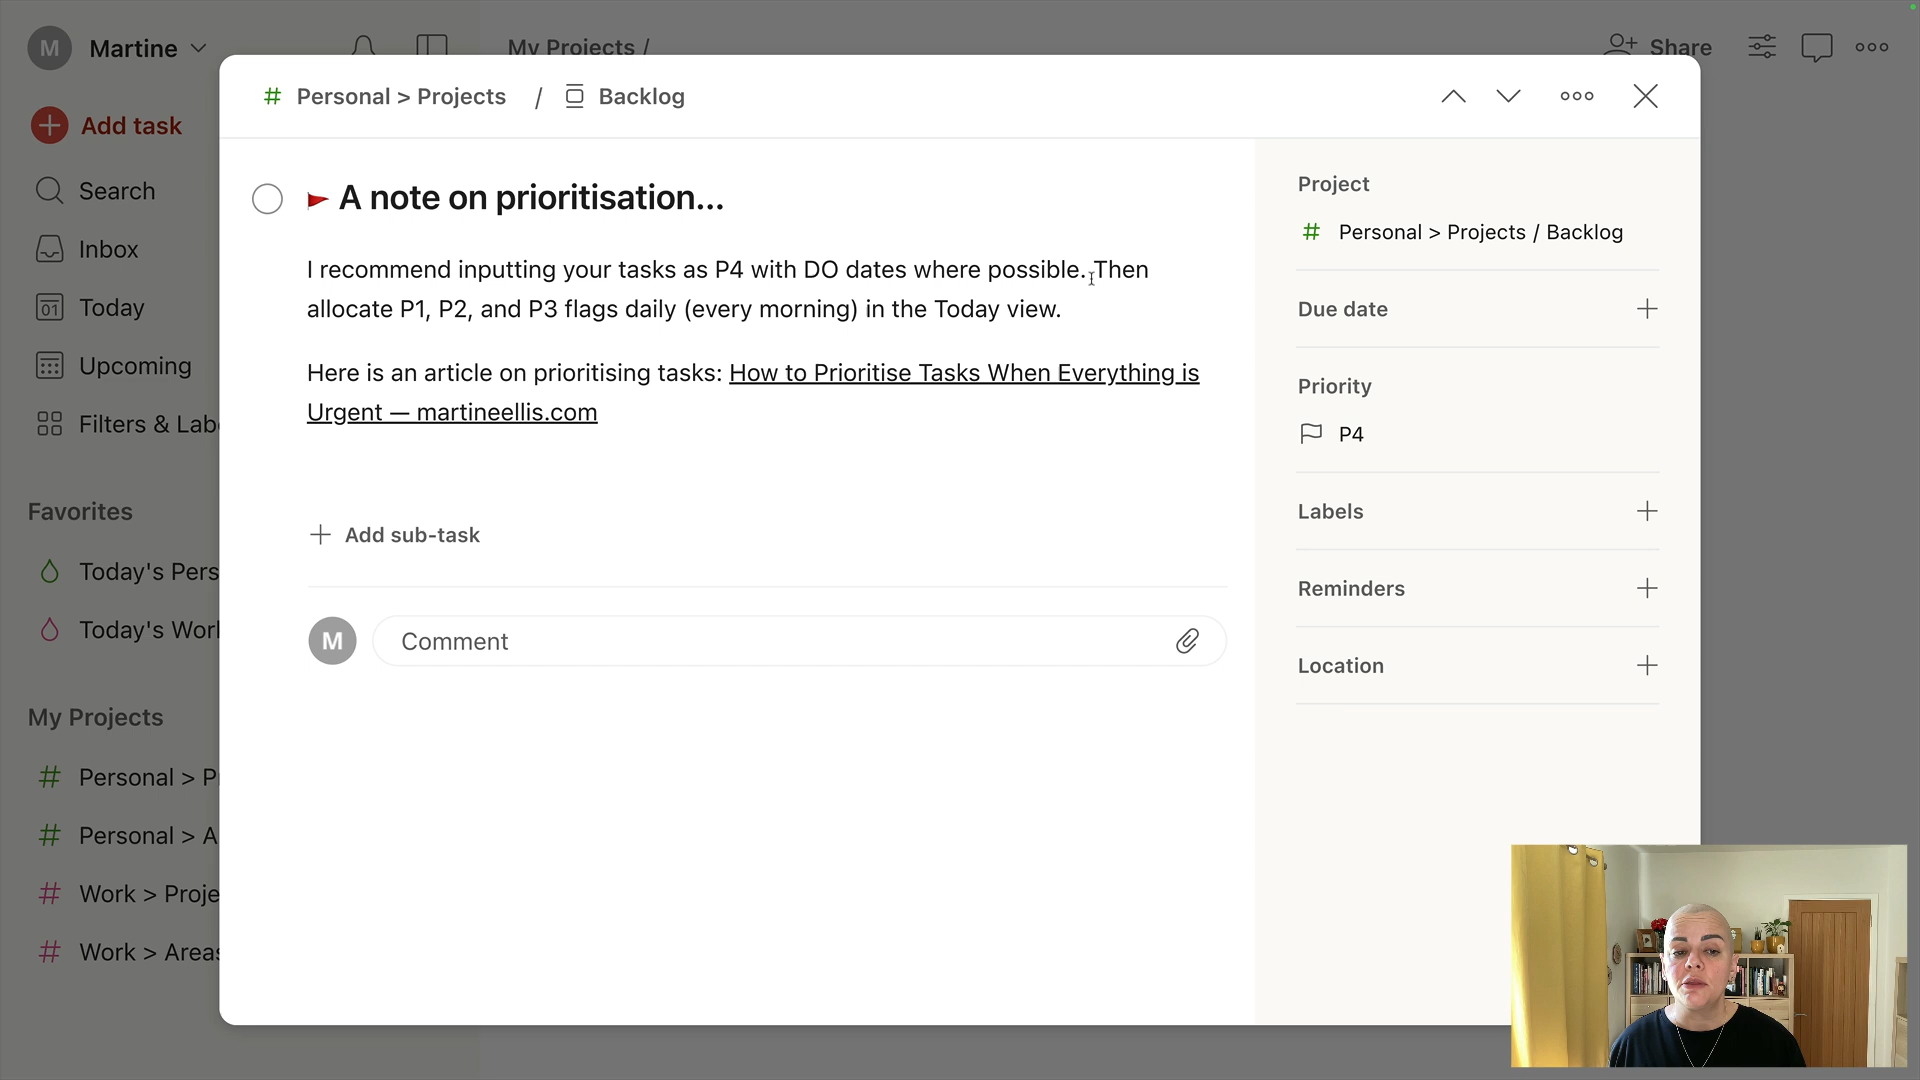 M Martine
My Projects /
Share
Personal > Projects / Backlog
Add task
Search
Inbox
01 Today
Upcoming
Filters & Labe
Favorites
Today's Pers
Today's Work
My Projects
# Personal > P
# Personal > A
# Work > Proje
# Work > Areas
A note on prioritisation...
I recommend inputting your tasks as P4 with DO dates where possible. Then
allocate P1, P2, and P3 flags daily (every morning) in the Today view.
Here is an article on prioritising tasks: How to Prioritise Tasks When Everything is
Urgent — martineellis.com
+ Add sub-task
M Comment
Project
# Personal > Projects / Backlog
Due date +
Priority
P4
Labels +
Reminders +
Location +